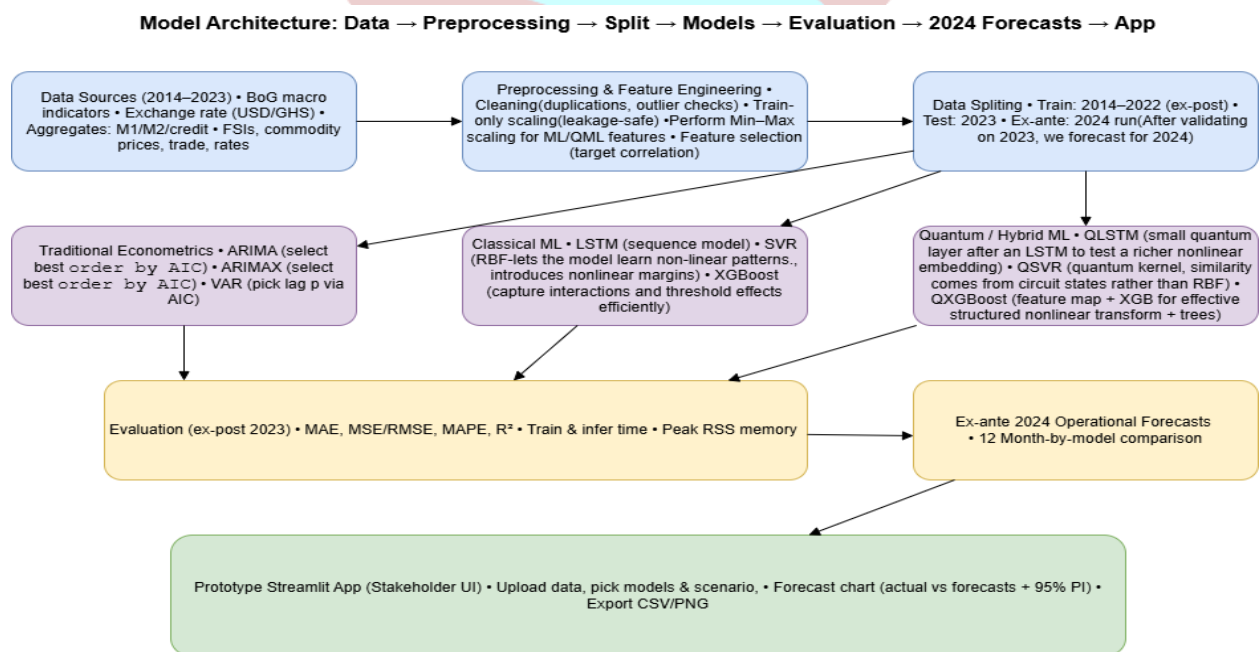 Model Architecture: Data → Preprocessing → Split → Models → Evaluation → 2024 Forecasts → App
Data Sources (2014–2023) • BoG macro
indicators • Exchange rate (USD/GHS) •
Aggregates: M1/M2/credit • FSIs, commodity
prices, trade, rates
Preprocessing & Feature Engineering •
Cleaning(duplications, outlier checks) • Train-
only scaling(leakage-safe) •Perform Min–Max
scaling for ML/QML features • Feature selection
(target correlation)
Data Spliting • Train: 2014–2022 (ex-post) •
Test: 2023 • Ex-ante: 2024 run(After validating
on 2023, we forecast for 2024)
Traditional Econometrics • ARIMA (select
best order by AIC) • ARIMAX (select
best order by AIC) • VAR (pick lag p via
AIC)
Classical ML • LSTM (sequence model) • SVR
(RBF-lets the model learn non-linear patterns.,
introduces nonlinear margins) • XGBoost
(capture interactions and threshold effects
efficiently)
Quantum / Hybrid ML • QLSTM (small quantum
layer after an LSTM to test a richer nonlinear
embedding) • QSVR (quantum kernel, similarity
comes from circuit states rather than RBF) •
QXGBoost (feature map + XGB for effective
structured nonlinear transform + trees)
Evaluation (ex-post 2023) • MAE, MSE/RMSE, MAPE, R² • Train & infer time • Peak RSS memory
Ex-ante 2024 Operational Forecasts
• 12 Month-by-model comparison
Prototype Streamlit App (Stakeholder UI) • Upload data, pick models & scenario, • Forecast chart (actual vs forecasts + 95% PI) •
Export CSV/PNG